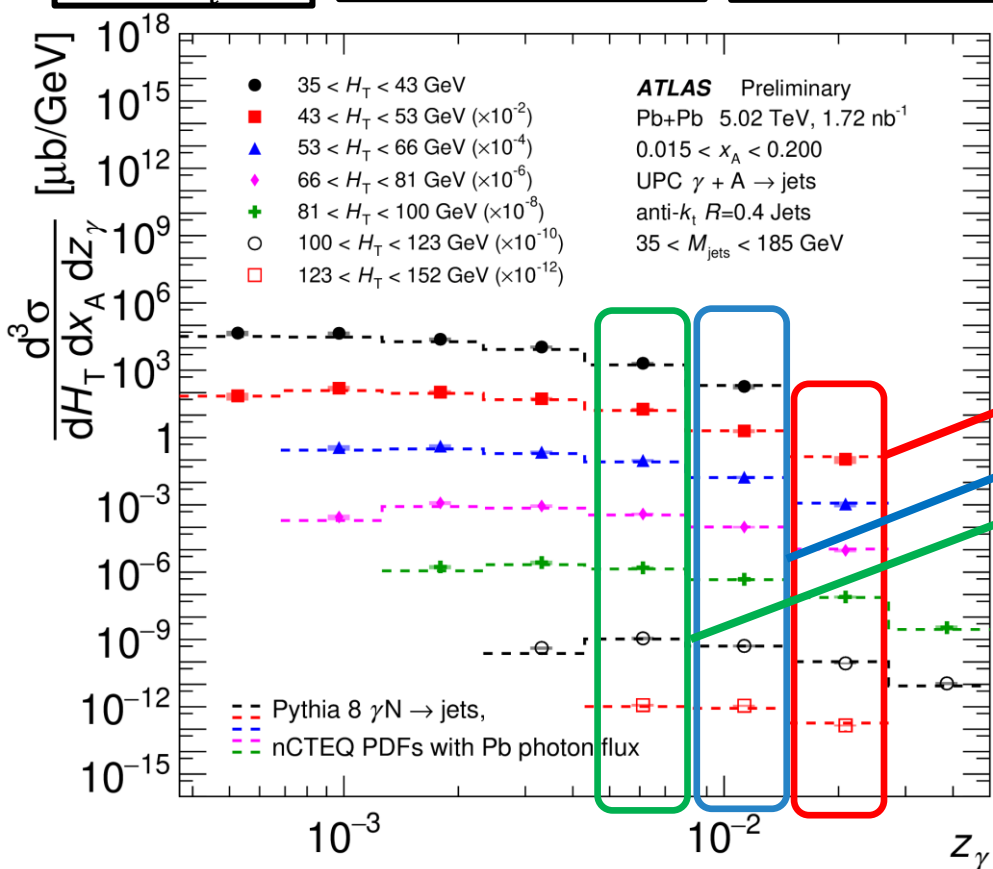 10^18
10^15
10^12
10^9
10^6
10^3
1
10^−3
10^−6
10^−9
10^−12
10^−15
d^3σ
dH_T dx_A dz_γ
[μb/GeV]
35 < H_T < 43 GeV
43 < H_T < 53 GeV (×10^-2)
53 < H_T < 66 GeV (×10^-4)
66 < H_T < 81 GeV (×10^-6)
81 < H_T < 100 GeV (×10^-8)
100 < H_T < 123 GeV (×10^-10)
123 < H_T < 152 GeV (×10^-12)
ATLAS Preliminary
Pb+Pb 5.02 TeV, 1.72 nb^-1
0.015 < x_A < 0.200
UPC γ + A → jets
anti-k_t R=0.4 Jets
35 < M_jets < 185 GeV
Pythia 8 γN → jets,
nCTEQ PDFs with Pb photon flux
10^−3
10^−2
z_γ